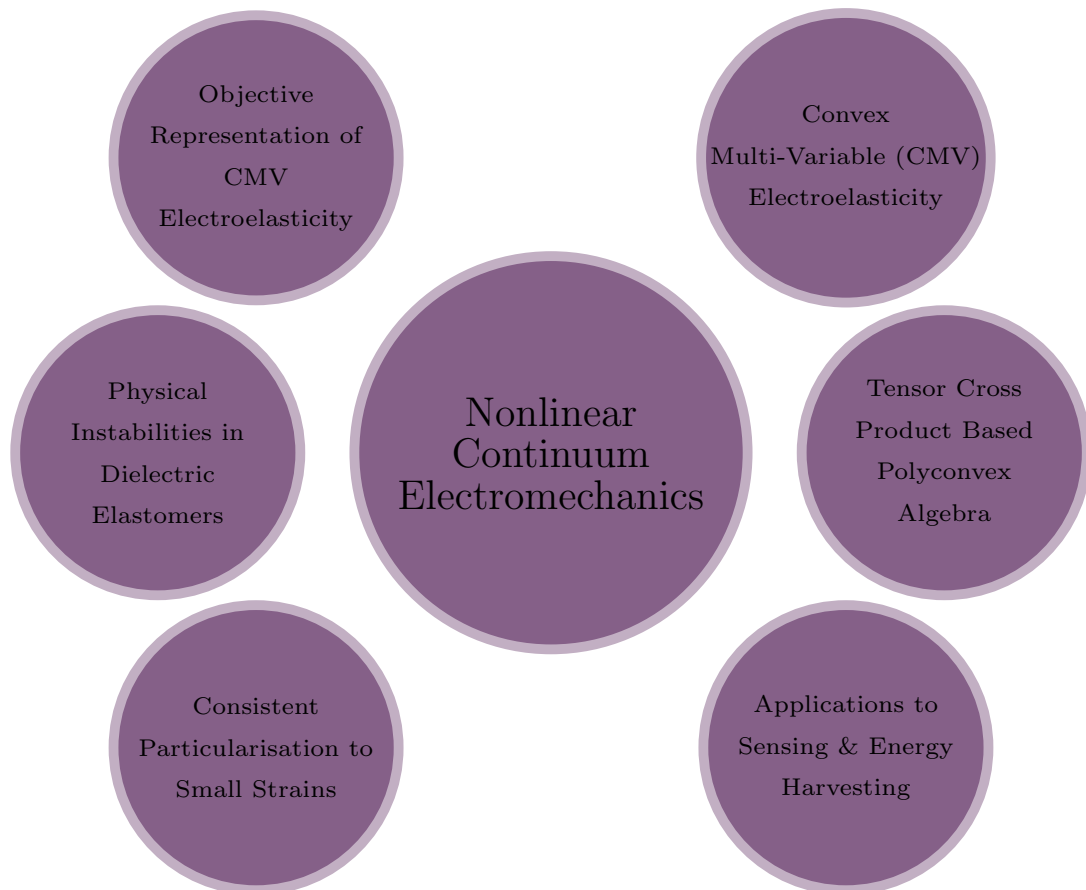 Objective
Representation of
CMV
Electroelasticity
Convex
Multi-Variable (CMV)
Electroelasticity
Physical
Instabilities in
Dielectric
Elastomers
Nonlinear
Continuum
Electromechanics
Tensor Cross
Product Based
Polyconvex
Algebra
Consistent
Particularisation to
Small Strains
Applications to
Sensing & Energy
Harvesting